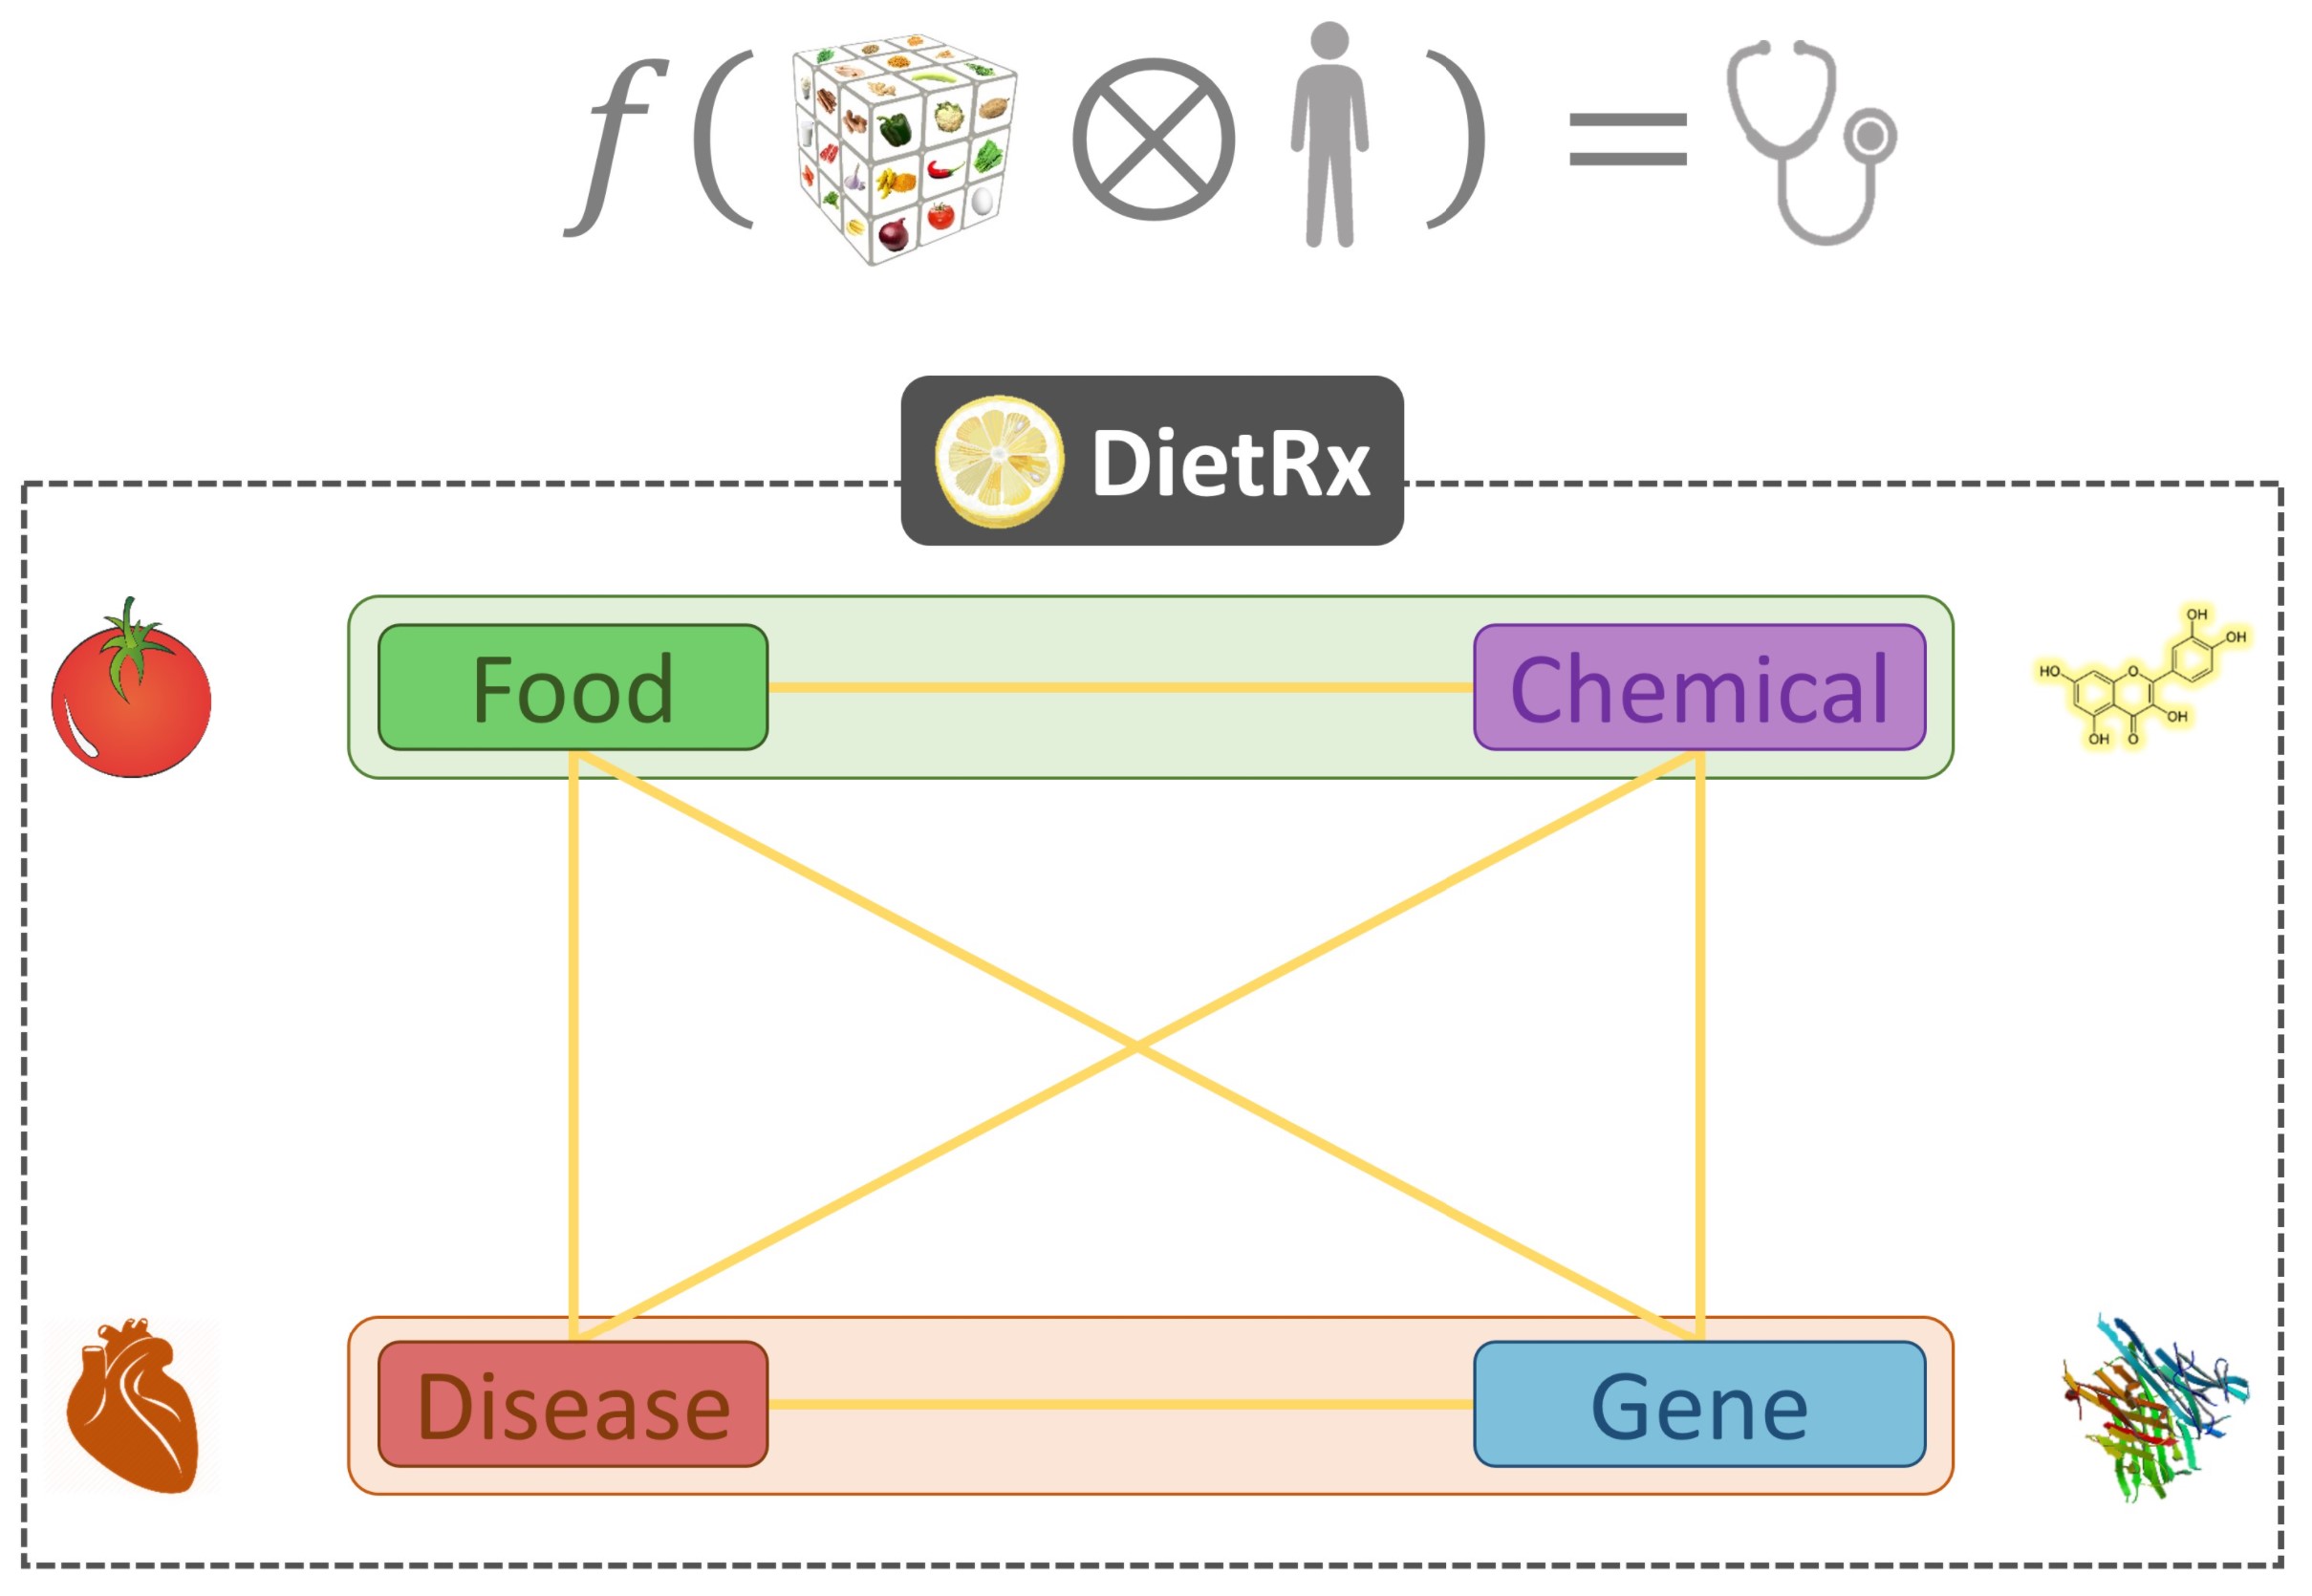 f ( ⊗ ) =
DietRx
Food
Chemical
OH
OH
HO
O
OH
OH
O
Disease
Gene